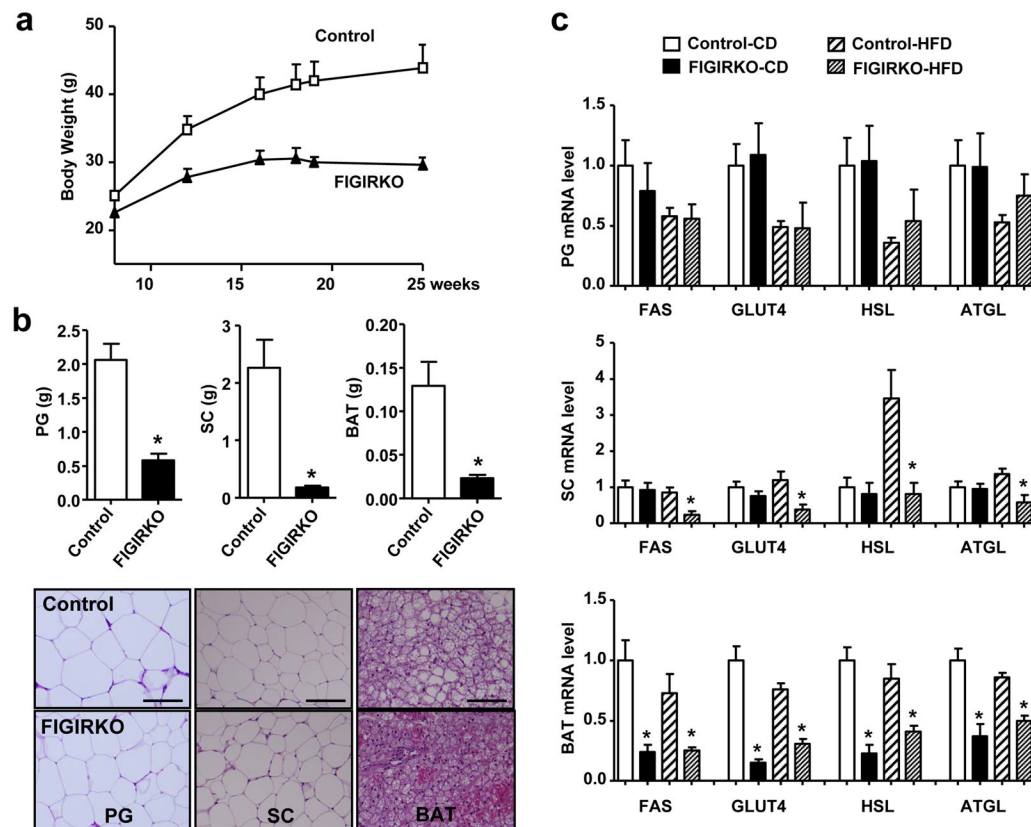 a
50
40
30
20
Body Weight (g)
Control
FIGIRKO
10
15
20
25 weeks
b
2.5
2.0
1.5
1.0
0.5
0.0
PG (g)
*
Control
FIGIRKO
3
2
1
0
SC (g)
*
Control
FIGIRKO
0.20
0.15
0.10
0.05
0.00
BAT (g)
*
Control
FIGIRKO
Control
FIGIRKO
PG
SC
BAT
c
Control-CD
Control-HFD
FIGIRKO-CD
FIGIRKO-HFD
1.5
1.0
0.5
0.0
PG mRNA level
FAS
GLUT4
HSL
ATGL
5
4
2
1
0
SC mRNA level
*
*
*
*
FAS
GLUT4
HSL
ATGL
1.5
1.0
0.5
0.0
BAT mRNA level
* *
* *
* *
* *
FAS
GLUT4
HSL
ATGL